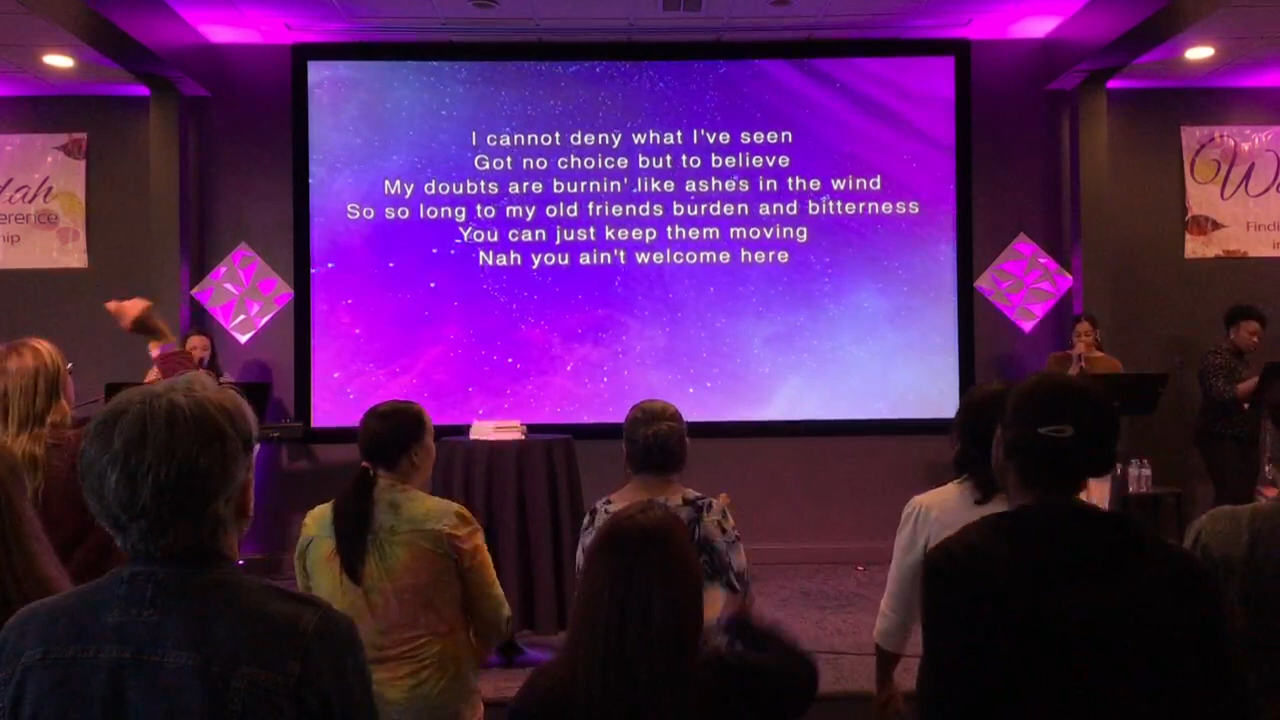 I cannot deny what I've seen
Got no choice but to believe
My doubts are burnin' like ashes in the wind
So so long to my old friends burden and bitterness
You can just keep them moving
Nah you ain't welcome here